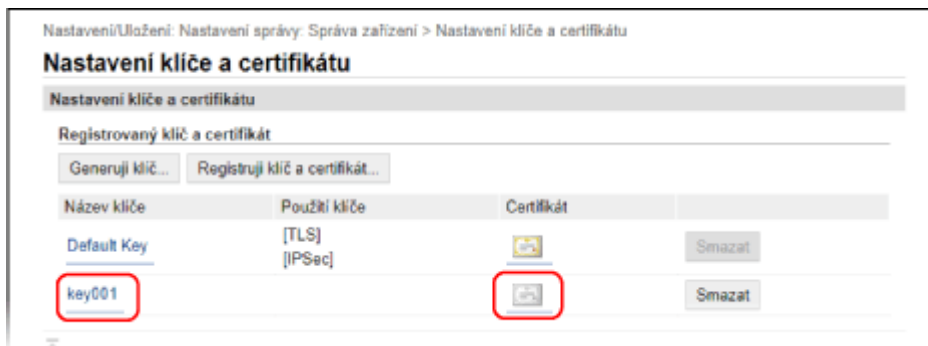 Nastavení/Uložení: Nastavení správy: Správa zařízení > Nastavení klíče a certifikátu
Nastavení klíče a certifikátu
Nastavení klíče a certifikátu
Registrovaný klíč a certifikát
Generuji klíč... Registruji klíč a certifikát...
Název klíče Použití klíče Certifikát
Default Key [TLS] Smazat
[IPSec]
key001 Smazat